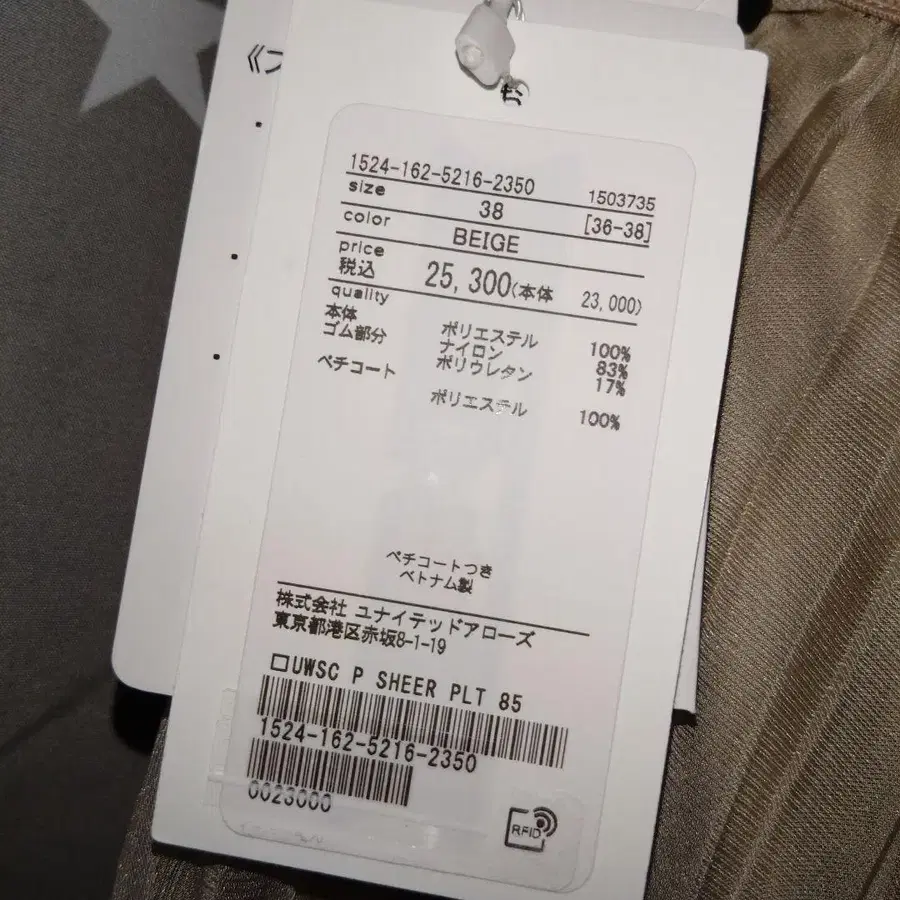 《フ
1524-162-5216-2350 1503735
size 38 [36-38]
color BEIGE
price
税込 25,300(本体 23,000)
quality
本体 ポリエステル 100%
ゴム部分 ナイロン 83%
ポリウレタン 17%
ペチコート ポリエステル 100%
ペチコートつき
ベトナム製
株式会社 ユナイテッドアローズ
東京都港区赤坂8-1-19
□UWSC P SHEER PLT 85
1524-162-5216-2350
0023000
RFID